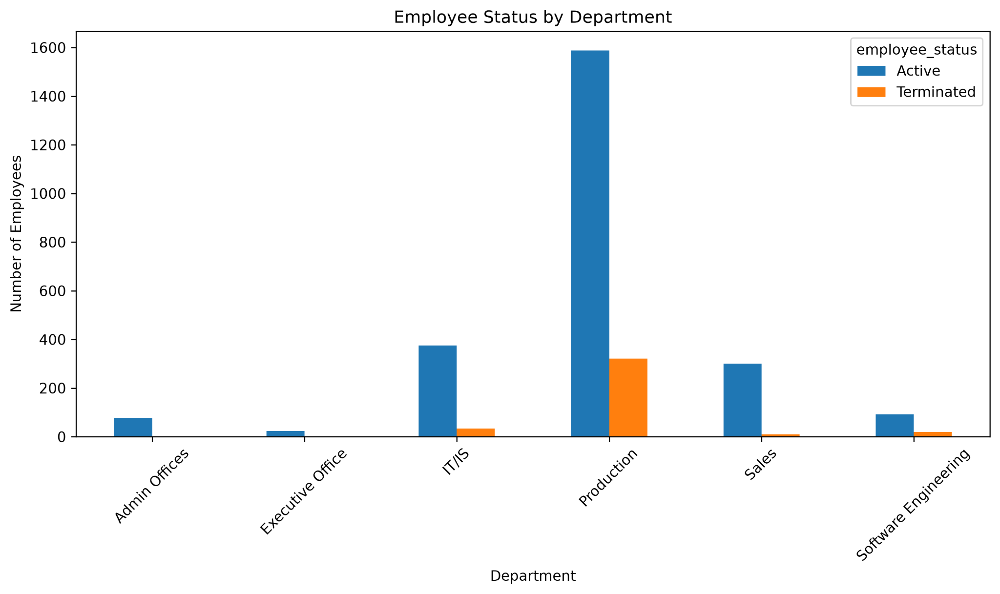 Employee Status by Department
employee_status
Active
Terminated
Number of Employees
1600
1400
1200
1000
800
600
400
200
0
Admin Offices
Executive Office
IT/IS
Production
Sales
Software Engineering
Department